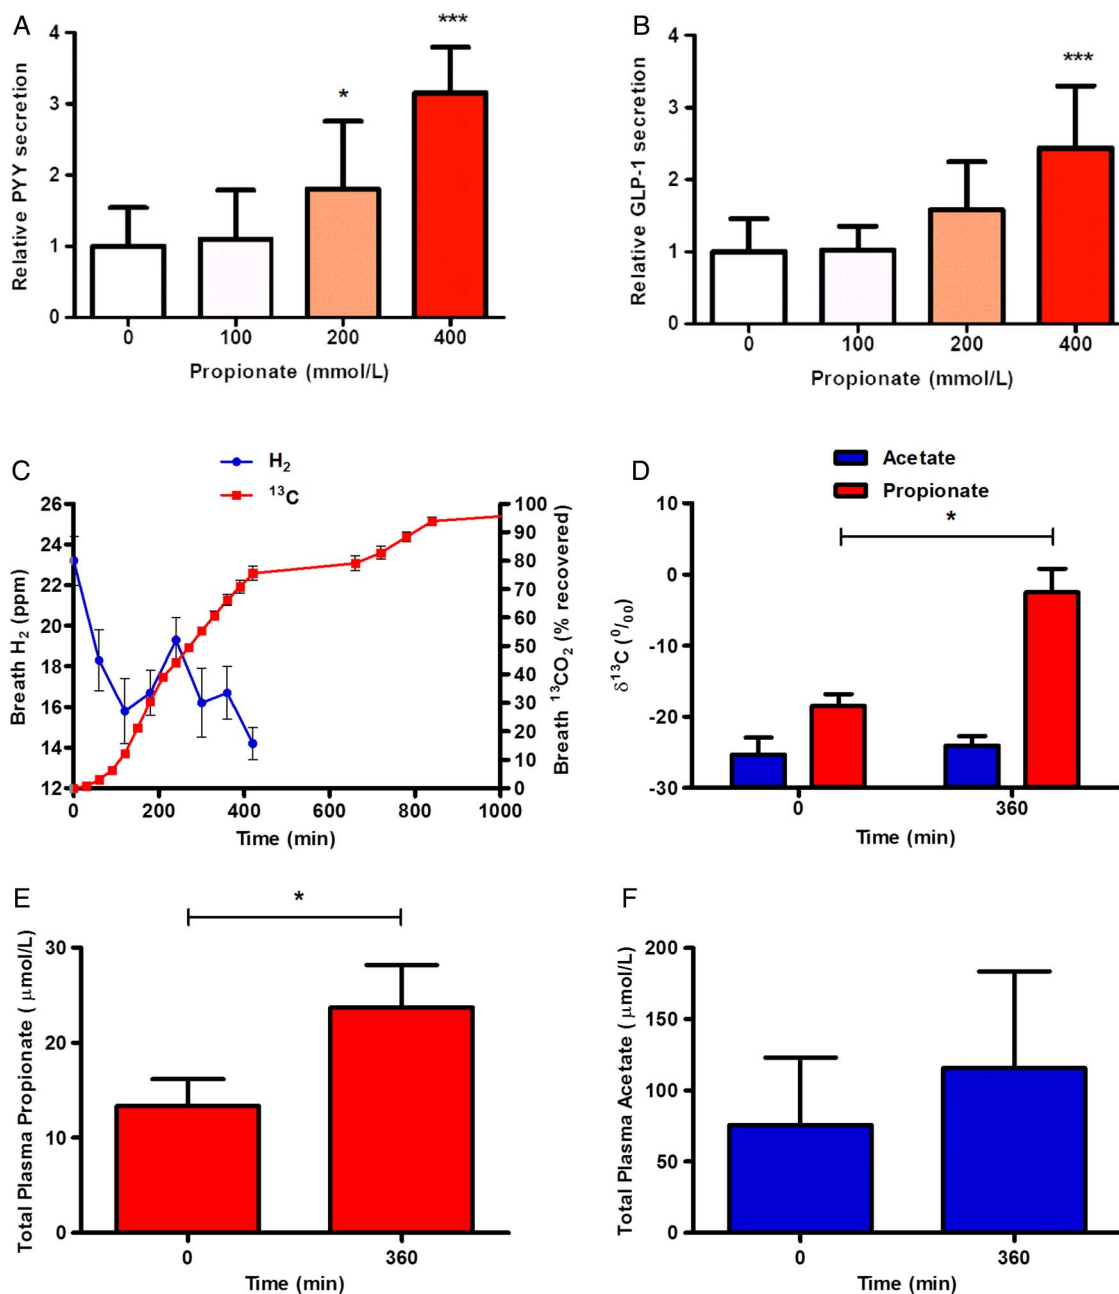 A
Relative PYY secretion
4
3
2
1
0
*
***
0 100 200 400
Propionate (mmol/L)
B
Relative GLP-1 secretion
4
3
2
1
0
***
0 100 200 400
Propionate (mmol/L)
C
H₂
¹³C
Breath H₂ (ppm)
26
24
22
20
18
16
14
12
100
90
80
70
60
50
40
30
20
10
0
Breath ¹³CO₂ (% recovered)
0 200 400 600 800 1000
Time (min)
D
Acetate
Propionate
δ¹³C (⁰/₀₀)
10
0
-10
-20
-30
*
0 360
Time (min)
E
Total Plasma Propionate ( μmol/L)
30
20
10
0
*
0 360
Time (min)
F
Total Plasma Acetate ( μmol/L)
200
150
100
50
0
0 360
Time (min)